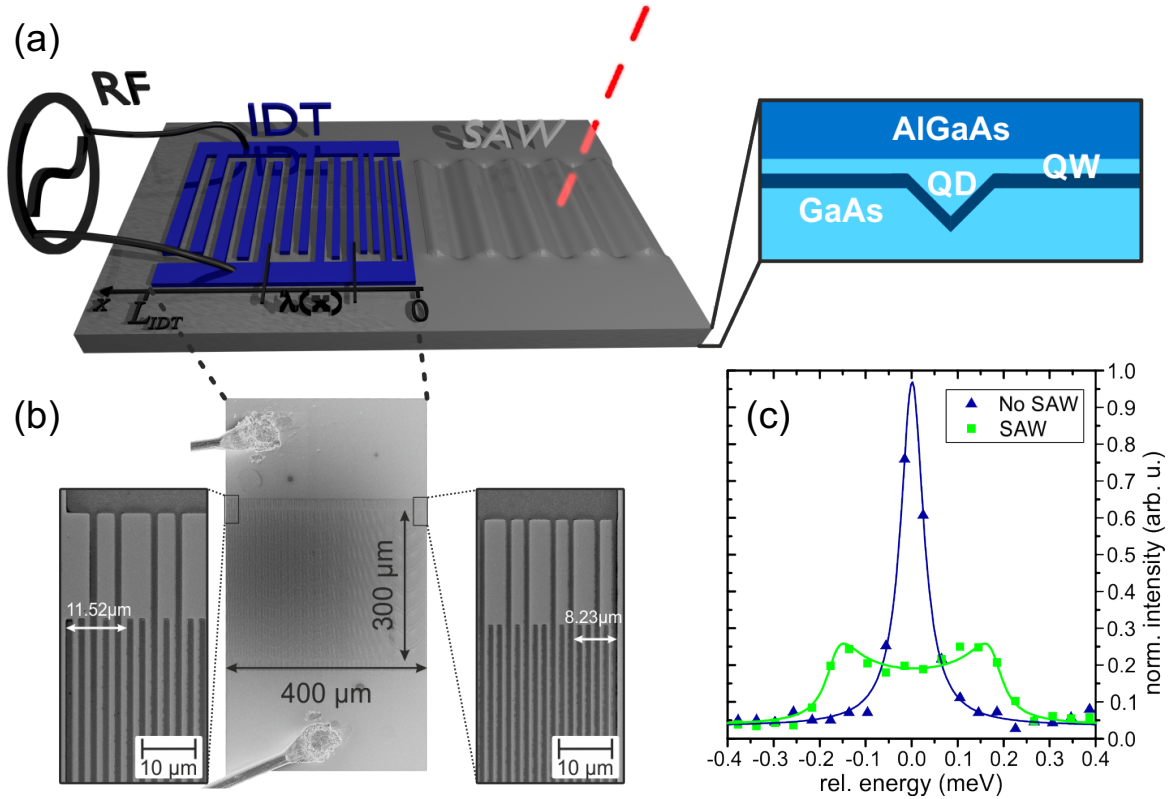 (a)
RF
IDT
SAW
x
L_IDT
λ(x)
0
AlGaAs
QW
QD
GaAs
(b)
11.52µm
10 µm
300 µm
400 µm
8.23µm
10 µm
(c)
No SAW
SAW
1.0
0.9
0.8
0.7
0.6
0.5
0.4
0.3
0.2
0.1
0.0
norm. intensity (arb. u.)
-0.4 -0.3 -0.2 -0.1 0.0 0.1 0.2 0.3 0.4
rel. energy (meV)